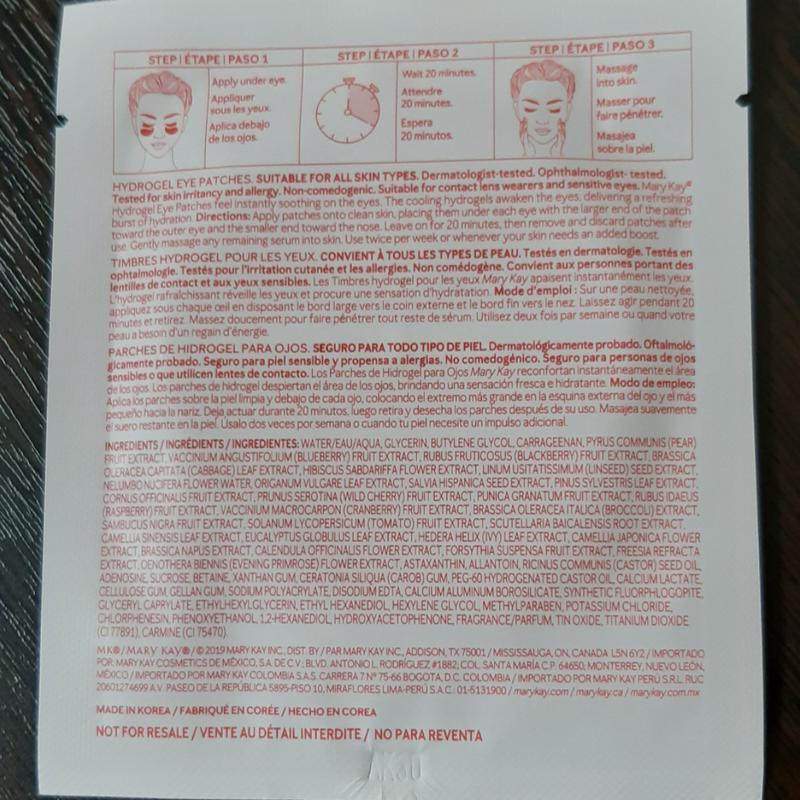 STEP | ÉTAPE | PASO 1
Apply under eye.
Appliquer
sous les yeux.
Aplica debajo
de los ojos.
STEP | ÉTAPE | PASO 2
Wait 20 minutes.
Attendre
20 minutes.
Espera
20 minutos.
STEP | ÉTAPE | PASO 3
Massage
into skin.
Masser pour
faire pénétrer.
Masajea
sobre la piel.
HYDROGEL EYE PATCHES. SUITABLE FOR ALL SKIN TYPES. Dermatologist-tested. Ophthalmologist- tested.
Tested for skin irritancy and allergy. Non-comedogenic. Suitable for contact lens wearers and sensitive eyes. Mary Kay®
Hydrogel Eye Patches feel instantly soothing on the eyes. The cooling hydrogels awaken the eyes, delivering a refreshing
burst of hydration. Directions: Apply patches onto clean skin, placing them under each eye with the larger end of the patch
toward the outer eye and the smaller end toward the nose. Leave on for 20 minutes, then remove and discard patches after
use. Gently massage any remaining serum into skin. Use twice per week or whenever your skin needs an added boost.
TIMBRES HYDROGEL POUR LES YEUX. CONVIENT À TOUS LES TYPES DE PEAU. Testés en dermatologie. Testés en
ophtalmologie. Testés pour l'irritation cutanée et les allergies. Non comédogène. Convient aux personnes portant des
lentilles de contact et aux yeux sensibles. Les Timbres hydrogel pour les yeux Mary Kay apaisent instantanément les yeux.
L'hydrogel rafraîchissant réveille les yeux et procure une sensation d'hydratation. Mode d'emploi : Sur une peau nettoyée,
appliquez sous chaque œil en disposant le bord large vers le coin externe et le bord fin vers le nez. Laissez agir pendant 20
minutes et retirez. Massez doucement pour faire pénétrer tout reste de sérum. Utilisez deux fois par semaine ou quand votre
peau a besoin d'un regain d'énergie.
PARCHES DE HIDROGEL PARA OJOS. SEGURO PARA TODO TIPO DE PIEL. Dermatológicamente probado. Oftalmoló-
gicamente probado. Seguro para piel sensible y propensa a alergias. No comedogénico. Seguro para personas de ojos
sensibles o que utilicen lentes de contacto. Los Parches de Hidrogel para Ojos Mary Kay reconfortan instantáneamente el área
de los ojos. Los parches de hidrogel despiertan el área de los ojos, brindando una sensación fresca e hidratante. Modo de empleo:
Aplica los parches sobre la piel limpia y debajo de cada ojo, colocando el extremo más grande en la esquina externa del ojo y el más
pequeño hacia la nariz. Deja actuar durante 20 minutos, luego retira y desecha los parches después de su uso. Masajea suavemente
el suero restante en la piel. Úsalo dos veces por semana o cuando tu piel necesite un impulso adicional.
INGREDIENTS / INGRÉDIENTS / INGREDIENTES: WATER/EAU/AQUA, GLYCERIN, BUTYLENE GLYCOL, CARRAGEENAN, PYRUS COMMUNIS (PEAR)
FRUIT EXTRACT, VACCINIUM ANGUSTIFOLIUM (BLUEBERRY) FRUIT EXTRACT, RUBUS FRUTICOSUS (BLACKBERRY) FRUIT EXTRACT, BRASSICA
OLERACEA CAPITATA (CABBAGE) LEAF EXTRACT, HIBISCUS SABDARIFFA FLOWER EXTRACT, LINUM USITATISSIMUM (LINSEED) SEED EXTRACT,
NELUMBO NUCIFERA FLOWER WATER, ORIGANUM VULGARE LEAF EXTRACT, SALVIA HISPANICA SEED EXTRACT, PINUS SYLVESTRIS LEAF EXTRACT,
CORNUS OFFICINALIS FRUIT EXTRACT, PRUNUS SEROTINA (WILD CHERRY) FRUIT EXTRACT, PUNICA GRANATUM FRUIT EXTRACT, RUBUS IDAEUS
(RASPBERRY) FRUIT EXTRACT, VACCINIUM MACROCARPON (CRANBERRY) FRUIT EXTRACT, BRASSICA OLERACEA ITALICA (BROCCOLI) EXTRACT,
SAMBUCUS NIGRA FRUIT EXTRACT, SOLANUM LYCOPERSICUM (TOMATO) FRUIT EXTRACT, SCUTELLARIA BAICALENSIS ROOT EXTRACT,
CAMELLIA SINENSIS LEAF EXTRACT, EUCALYPTUS GLOBULUS LEAF EXTRACT, HEDERA HELIX (IVY) LEAF EXTRACT, CAMELLIA JAPONICA FLOWER
EXTRACT, BRASSICA NAPUS EXTRACT, CALENDULA OFFICINALIS FLOWER EXTRACT, FORSYTHIA SUSPENSA FRUIT EXTRACT, FREESIA REFRACTA
EXTRACT, OENOTHERA BIENNIS (EVENING PRIMROSE) FLOWER EXTRACT, ASTAXANTHIN, ALLANTOIN, RICINUS COMMUNIS (CASTOR) SEED OIL,
ADENOSINE, SUCROSE, BETAINE, XANTHAN GUM, CERATONIA SILIQUA (CAROB) GUM, PEG-60 HYDROGENATED CASTOR OIL, CALCIUM LACTATE,
CELLULOSE GUM, GELLAN GUM, SODIUM POLYACRYLATE, DISODIUM EDTA, CALCIUM ALUMINUM BOROSILICATE, SYNTHETIC FLUORPHLOGOPITE,
GLYCERYL CAPRYLATE, ETHYLHEXYLGLYCERIN, ETHYL HEXANEDIOL, HEXYLENE GLYCOL, METHYLPARABEN, POTASSIUM CHLORIDE,
CHLORPHENESIN, PHENOXYETHANOL, 1,2-HEXANEDIOL, HYDROXYACETOPHENONE, FRAGRANCE/PARFUM, TIN OXIDE, TITANIUM DIOXIDE
(CI 77891), CARMINE (CI 75470).
MK®/MARY KAY®/©2019 MARY KAY INC. DIST. BY / PAR MARY KAY INC., ADDISON, TX 75001 / MISSISSAUGA, ON, CANADA L5N 6Y2 / IMPORTADO
POR: MARY KAY COSMETICS DE MÉXICO, S.A. DE C.V.; BLVD. ANTONIO L. RODRÍGUEZ #1882; COL. SANTA MARÍA C.P. 64650; MONTERREY, NUEVO LEÓN,
MÉXICO / IMPORTADO POR MARY KAY COLOMBIA S.A.S. CARRERA 7 Nº 75-66 BOGOTA, D.C. COLOMBIA / IMPORTADO POR MARY KAY PERÚ S.R.L. RUC
20601274699 A.V. PASEO DE LA REPÚBLICA 5895-PISO 10, MIRAFLORES LIMA-PERÚ S.A.C.: 01-5131900 / marykay.com / marykay.ca / marykay.com.mx
MADE IN KOREA / FABRIQUÉ EN CORÉE / HECHO EN COREA
NOT FOR RESALE / VENTE AU DÉTAIL INTERDITE / NO PARA REVENTA